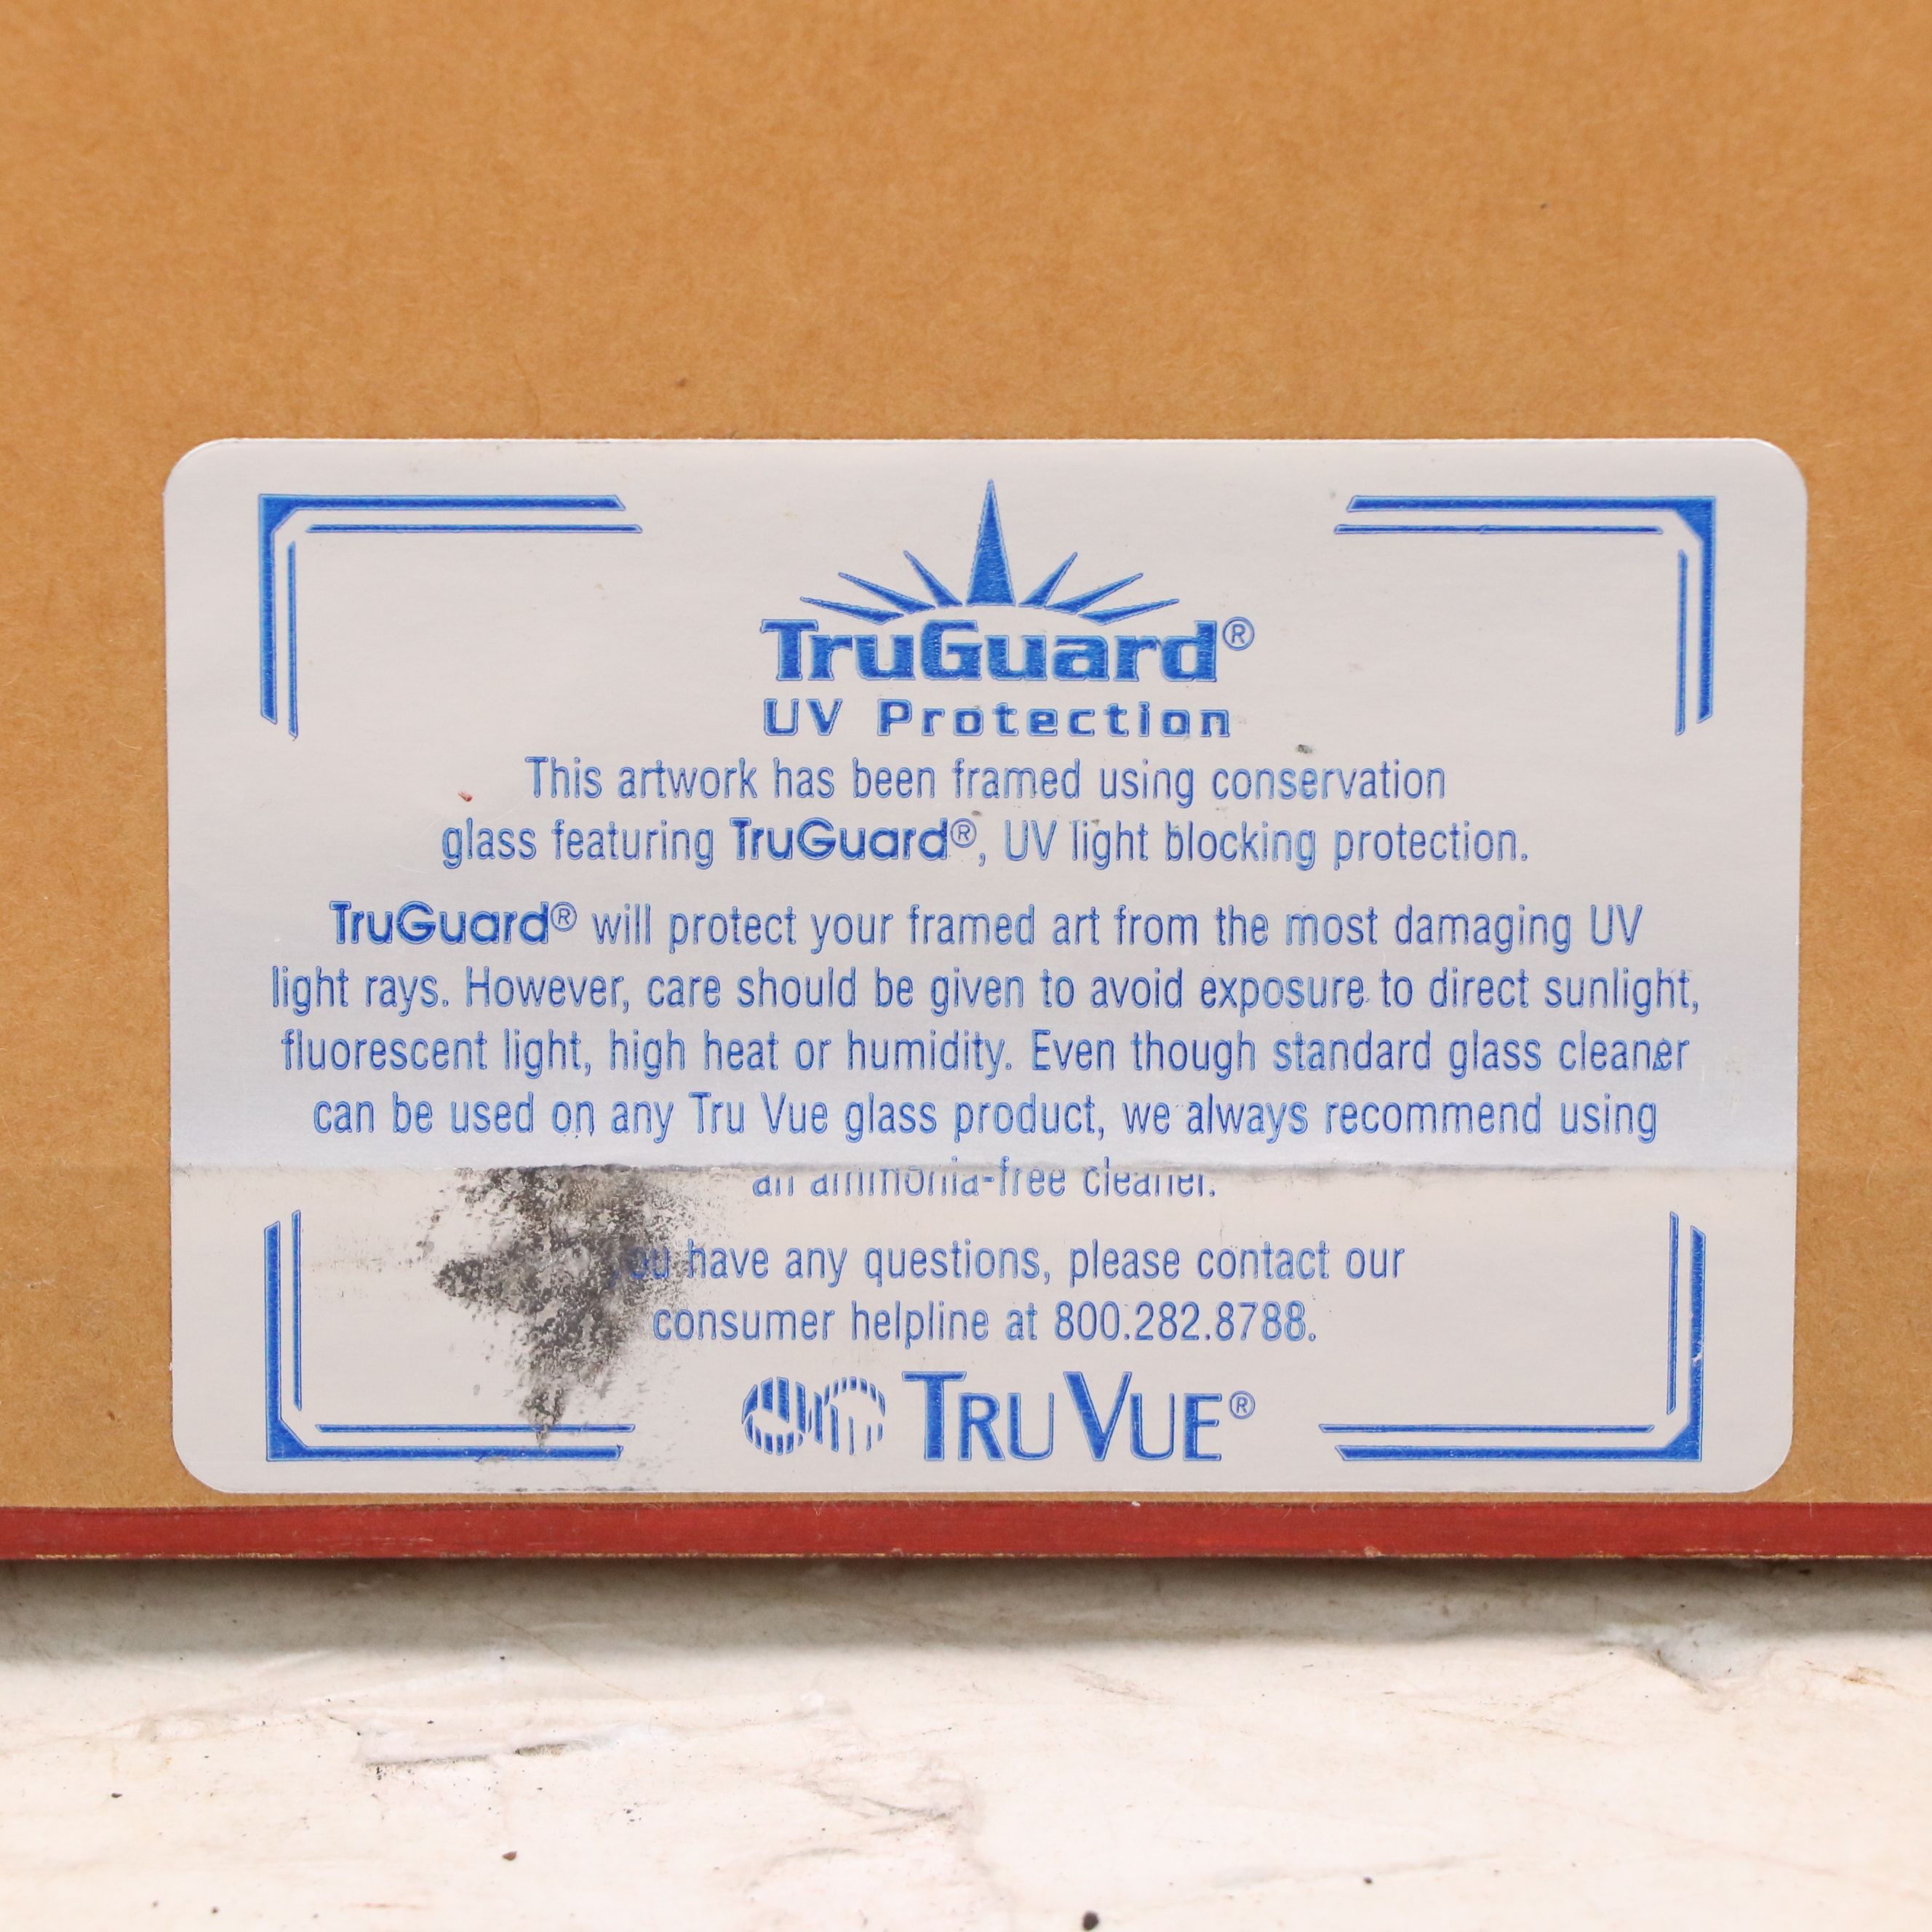 TruGuard®
UV Protection
This artwork has been framed using conservation
glass featuring TruGuard®, UV light blocking protection.
TruGuard® will protect your framed art from the most damaging UV
light rays. However, care should be given to avoid exposure to direct sunlight,
fluorescent light, high heat or humidity. Even though standard glass cleaner
can be used on any Tru Vue glass product, we always recommend using
an ammonia-free cleaner.
you have any questions, please contact our
consumer helpline at 800.282.8788.
TRU VUE®